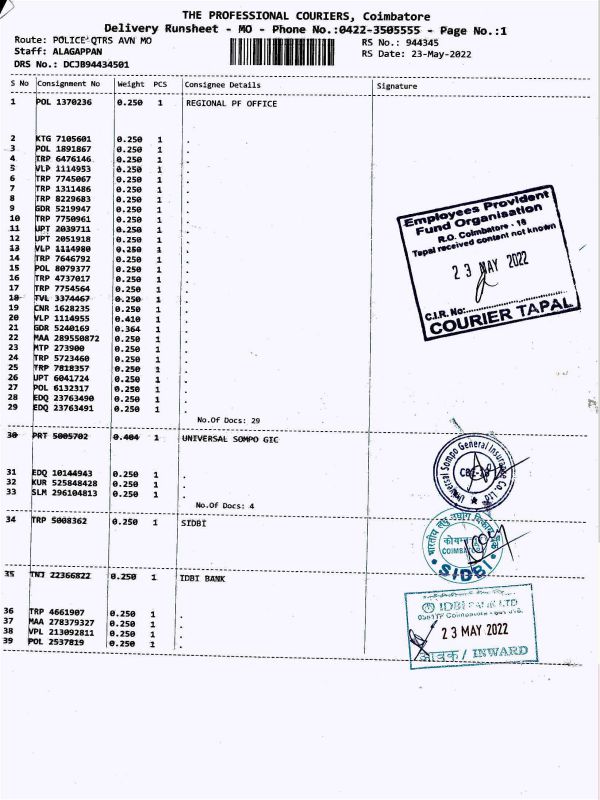 THE PROFESSIONAL COURIERS, Coimbatore
Delivery Runsheet - MO - Phone No.:0422-3505555 - Page No.:1
Route: POLICE QTRS AVN MO
RS No.: 944345
Staff: ALAGAPPAN
RS Date: 23-May-2022
DRS No.: DCJB94434501
S No Consignment No Weight PCS Consignee Details Signature
1 POL 1370236 0.250 1 REGIONAL PF OFFICE
2 KTG 7105601 0.250 1 .
3 POL 1891867 0.250 1 .
4 TRP 6476146 0.250 1 .
5 VLP 1114953 0.250 1 .
6 TRP 7745067 0.250 1 .
7 TRP 1311486 0.250 1 .
8 TRP 8229683 0.250 1 .
9 GDR 5219947 0.250 1 .
10 TRP 7750961 0.250 1 .
11 UPT 2039711 0.250 1 .
12 UPT 2051918 0.250 1 .
13 VLP 1114980 0.250 1 .
14 TRP 7646792 0.250 1 .
15 POL 8079377 0.250 1 .
16 TRP 4737017 0.250 1 .
17 TRP 7754564 0.250 1 .
18 TVL 3374467 0.250 1 .
19 CNR 1628235 0.250 1 .
20 VLP 1114955 0.410 1 .
21 GDR 5240169 0.364 1 .
22 MAA 289550872 0.250 1 .
23 MTP 273900 0.250 1 .
24 TRP 5723460 0.250 1 .
25 TRP 7818357 0.250 1 .
26 UPT 6041724 0.250 1 .
27 POL 6132317 0.250 1 .
28 EDQ 23763490 0.250 1 .
29 EDQ 23763491 0.250 1 .
No.Of Docs: 29
Employees Provident
Fund Organisation
R.O. Coimbatore - 18
Tapal received content not known
23 MAY 2022
C.I.R. No:
COURIER TAPAL
30 PRT 5005702 0.404 1 UNIVERSAL SOMPO GIC
31 EDQ 10144943 0.250 1 .
32 KUR 525848428 0.250 1 .
33 SLM 296104813 0.250 1 .
No.Of Docs: 4
Universal Sompo General Insurance Co. P. Ltd
34 TRP 5008362 0.250 1 SIDBI
COIMBATORE
SIDBI
35 TNJ 22366822 0.250 1 IDBI BANK
36 TRP 4661907 0.250 1 .
37 MAA 278379327 0.250 1 .
38 VPL 213092811 0.250 1 .
39 POL 2537819 0.250 1 .
IDBI BANK LTD
23 MAY 2022
आवक / INWARD